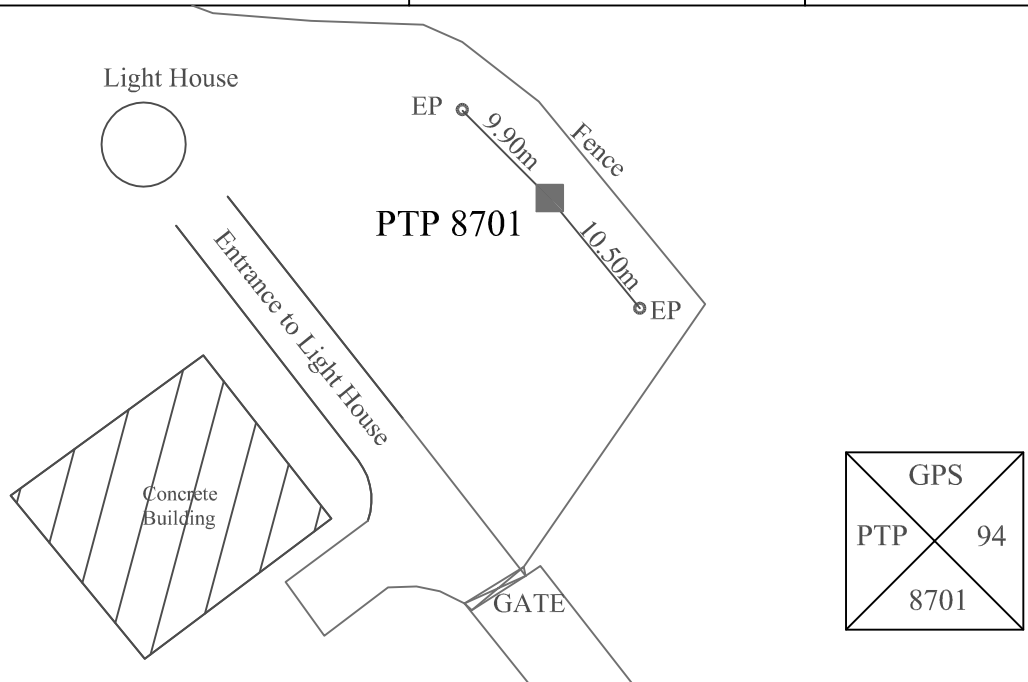 Light House
EP
9.90m
Fence
PTP 8701
10.50m
EP
Entrance to Light House
Concrete
Building
GATE
GPS
PTP
94
8701